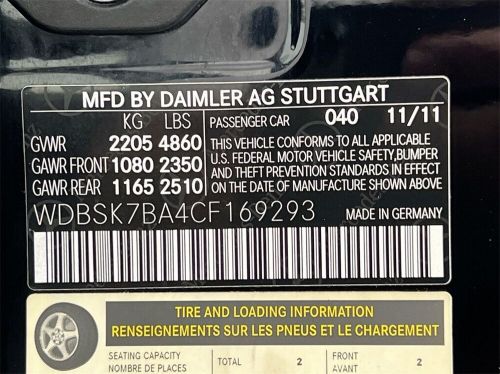 MFD BY DAIMLER AG STUTTGART
KG LBS PASSENGER CAR 040 11/11
GVWR 2205 4860
GAWR FRONT 1080 2350
GAWR REAR 1165 2510
THIS VEHICLE CONFORMS TO ALL APPLICABLE
U.S. FEDERAL MOTOR VEHICLE SAFETY, BUMPER
AND THEFT PREVENTION STANDARDS IN EFFECT
ON THE DATE OF MANUFACTURE SHOWN ABOVE
WDBSK7BA4CF169293
TIRE AND LOADING INFORMATION
RENSEIGNEMENTS SUR LES PNEUS ET LE CHARGEMENT
SEATING CAPACITY TOTAL 2 FRONT 2
NOMBRE DE PLACES AVANT